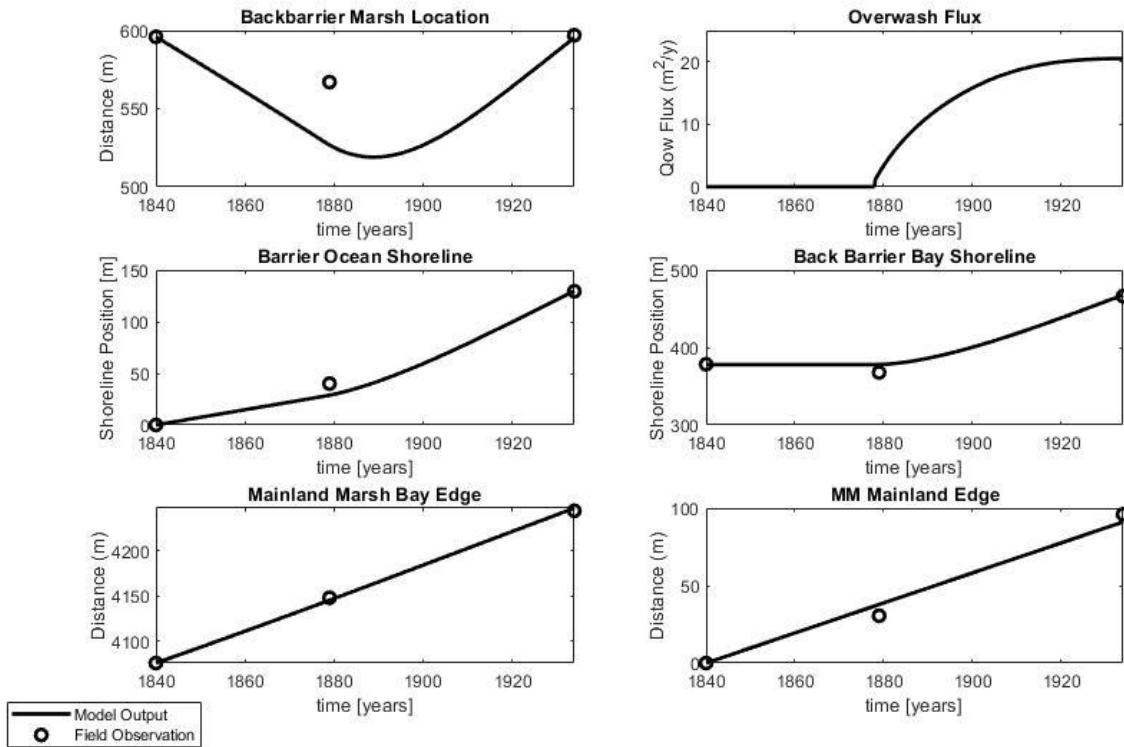 Backbarrier Marsh Location
600
550
500
Distance (m)
1840 1860 1880 1900 1920
time [years]
Overwash Flux
20
10
0
Qow Flux (m²/y)
1840 1860 1880 1900 1920
time [years]
Barrier Ocean Shoreline
150
100
50
0
Shoreline Position [m]
1840 1860 1880 1900 1920
time [years]
Back Barrier Bay Shoreline
500
400
300
Shoreline Position [m]
1840 1860 1880 1900 1920
time [years]
Mainland Marsh Bay Edge
4200
4150
4100
Distance (m)
1840 1860 1880 1900 1920
time [years]
MM Mainland Edge
100
50
0
Distance (m)
1840 1860 1880 1900 1920
time [years]
Model Output
Field Observation